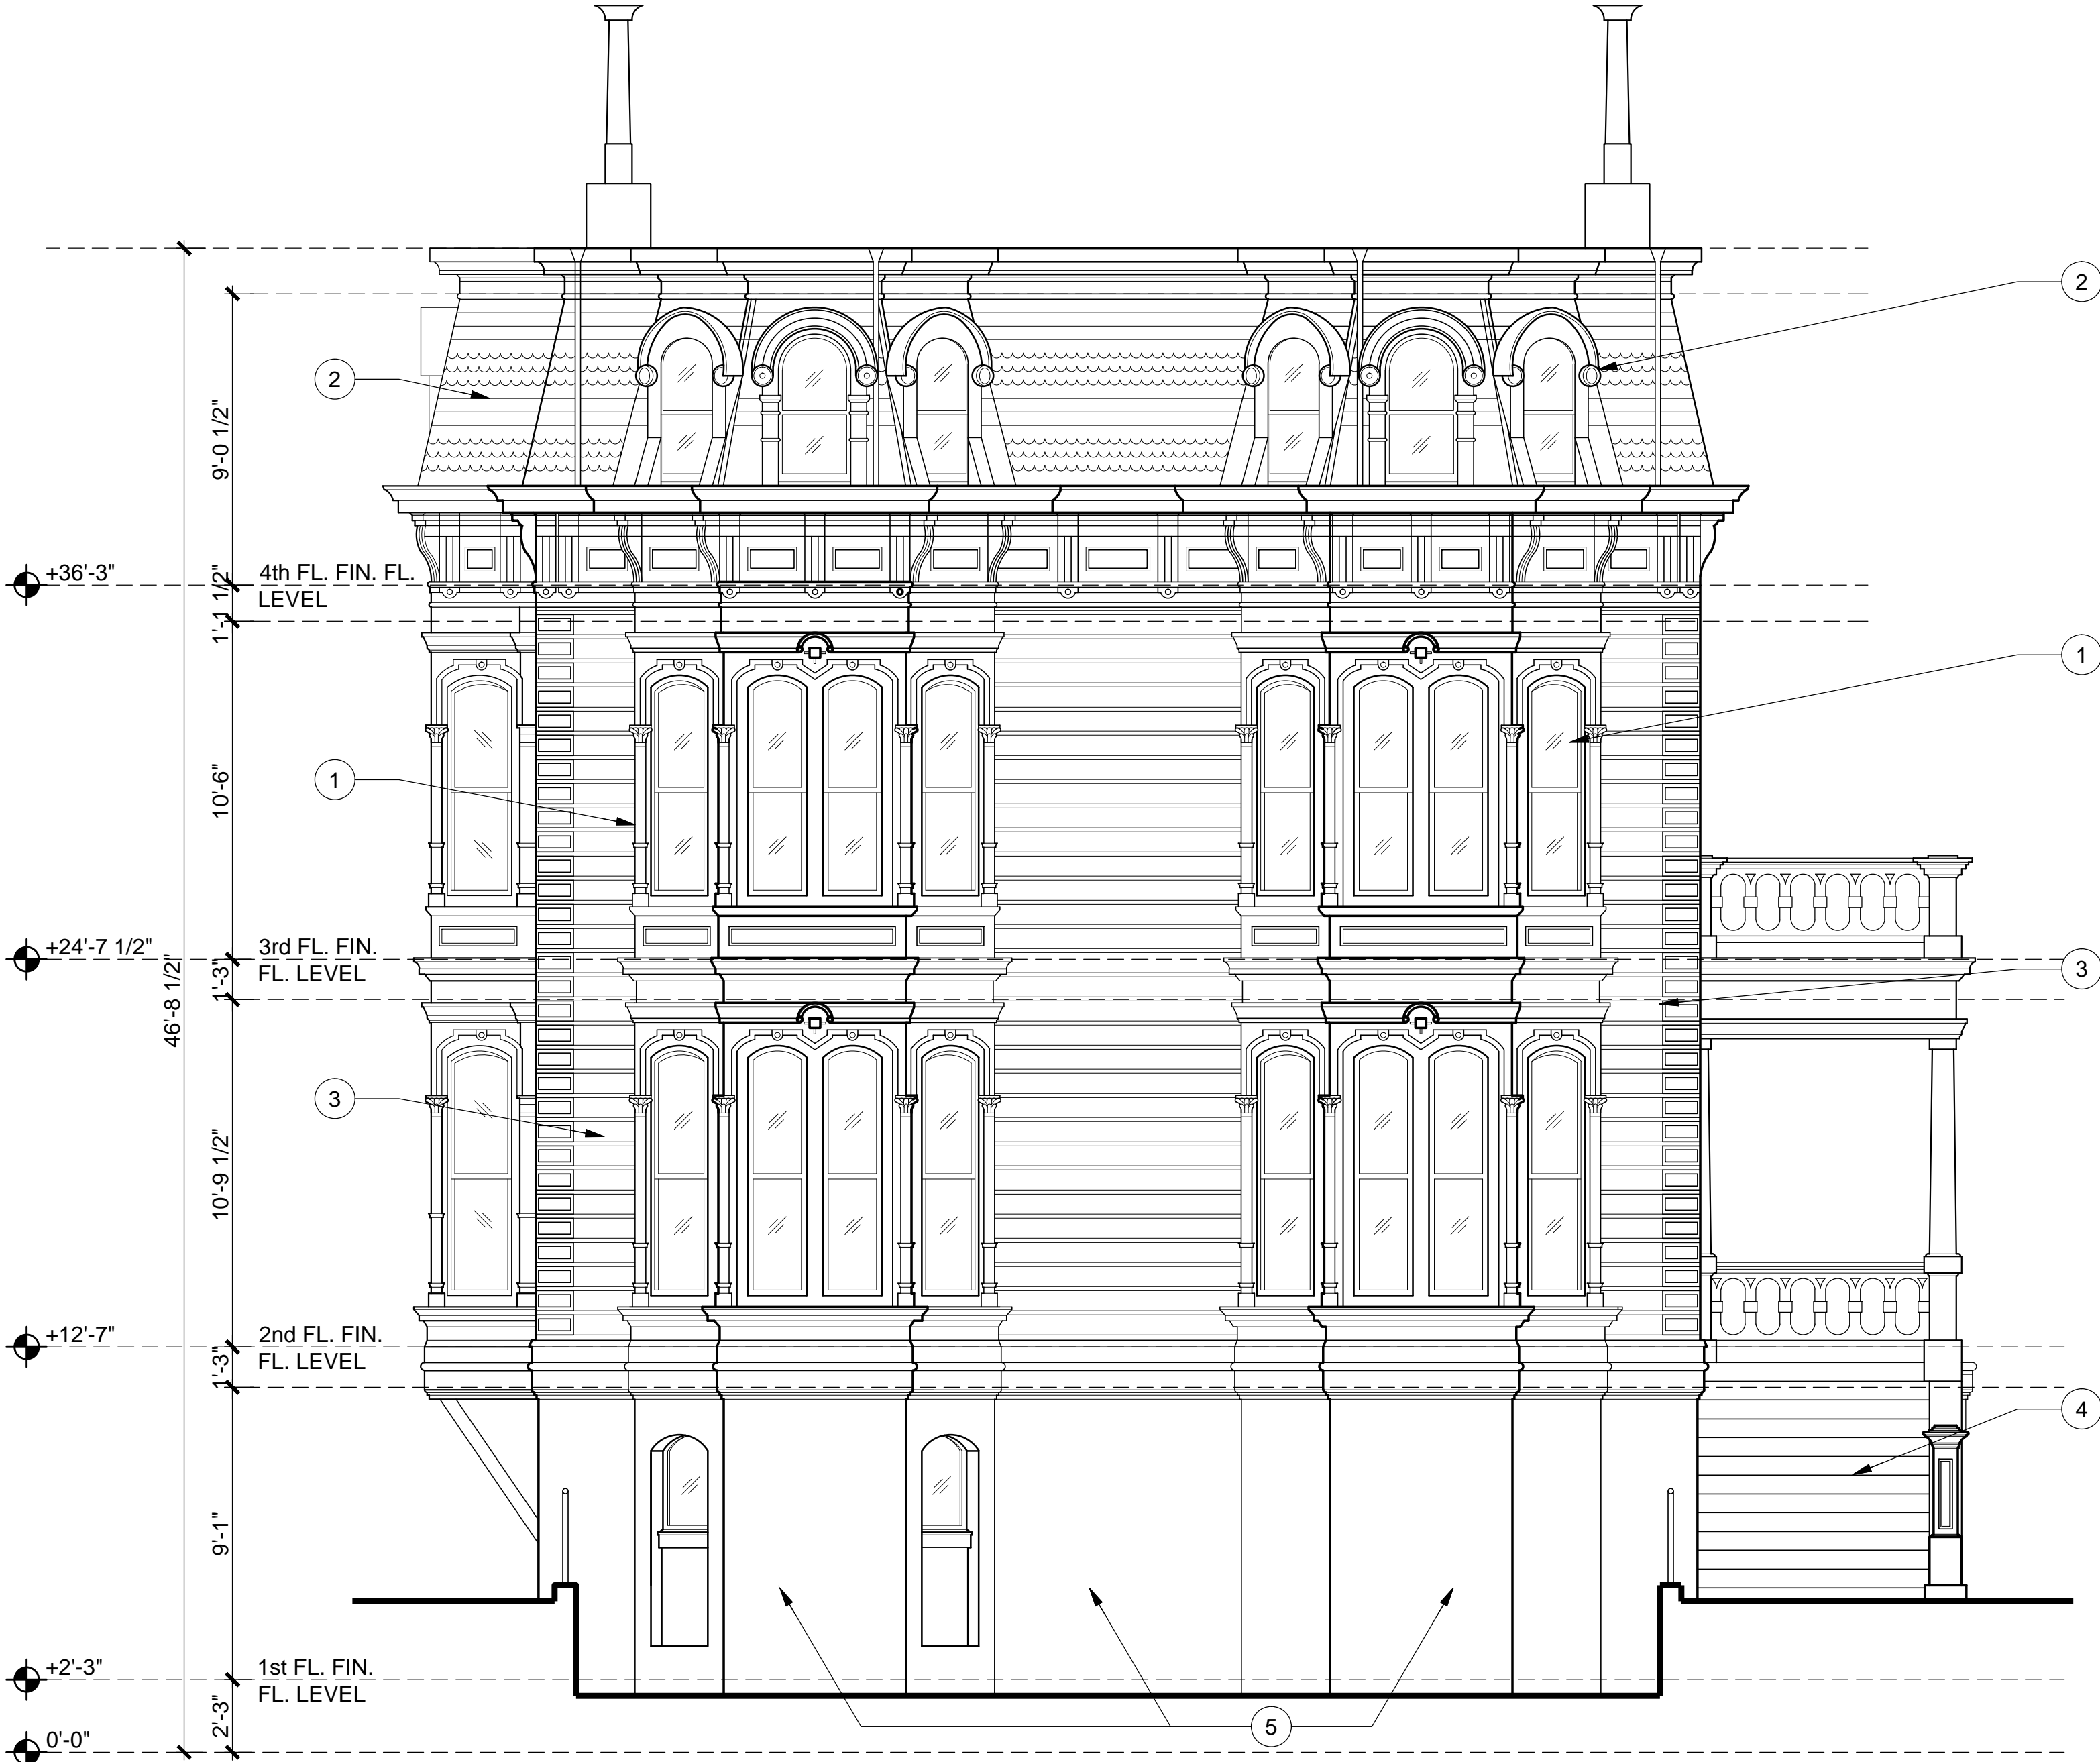 2
2
9'-0 1/2"
+36'-3"
4th FL. FIN. FL.
LEVEL
1'-1 1/2"
1
10'-6"
1
+24'-7 1/2"
3rd FL. FIN.
FL. LEVEL
3
1'-3"
46'-8 1/2"
3
10'-9 1/2"
+12'-7"
2nd FL. FIN.
FL. LEVEL
1'-3"
4
9'-1"
+2'-3"
1st FL. FIN.
FL. LEVEL
2'-3"
5
0'-0"